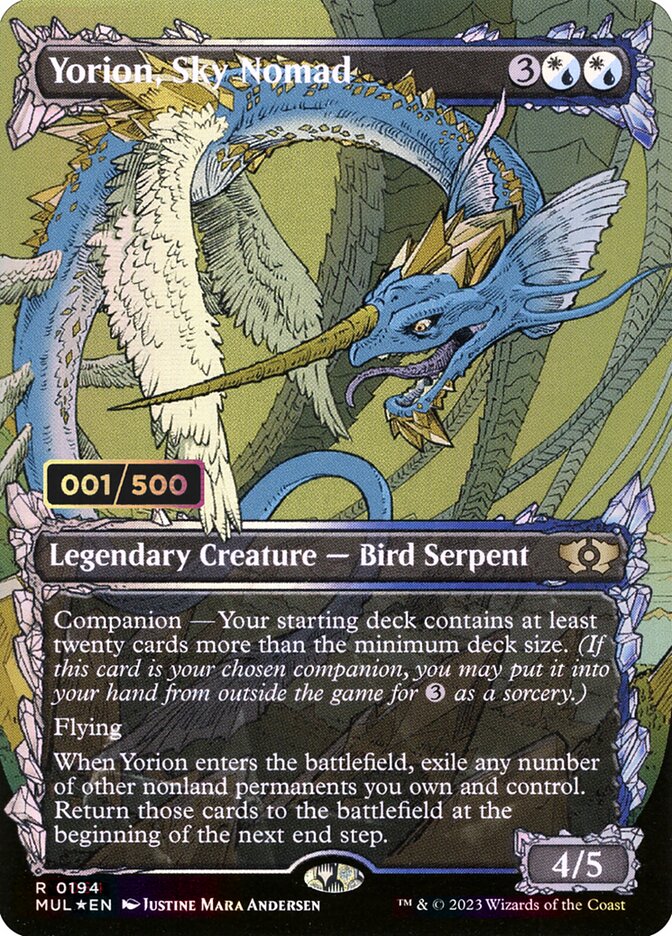 Yorion, Sky Nomad 3
001/500
Legendary Creature — Bird Serpent
Companion — Your starting deck contains at least
twenty cards more than the minimum deck size. (If
this card is your chosen companion, you may put it into
your hand from outside the game for 3 as a sorcery.)
Flying
When Yorion enters the battlefield, exile any number
of other nonland permanents you own and control.
Return those cards to the battlefield at the
beginning of the next end step.
4/5
R 0194
MUL★EN Justine Mara Andersen ™ & © 2023 Wizards of the Coast